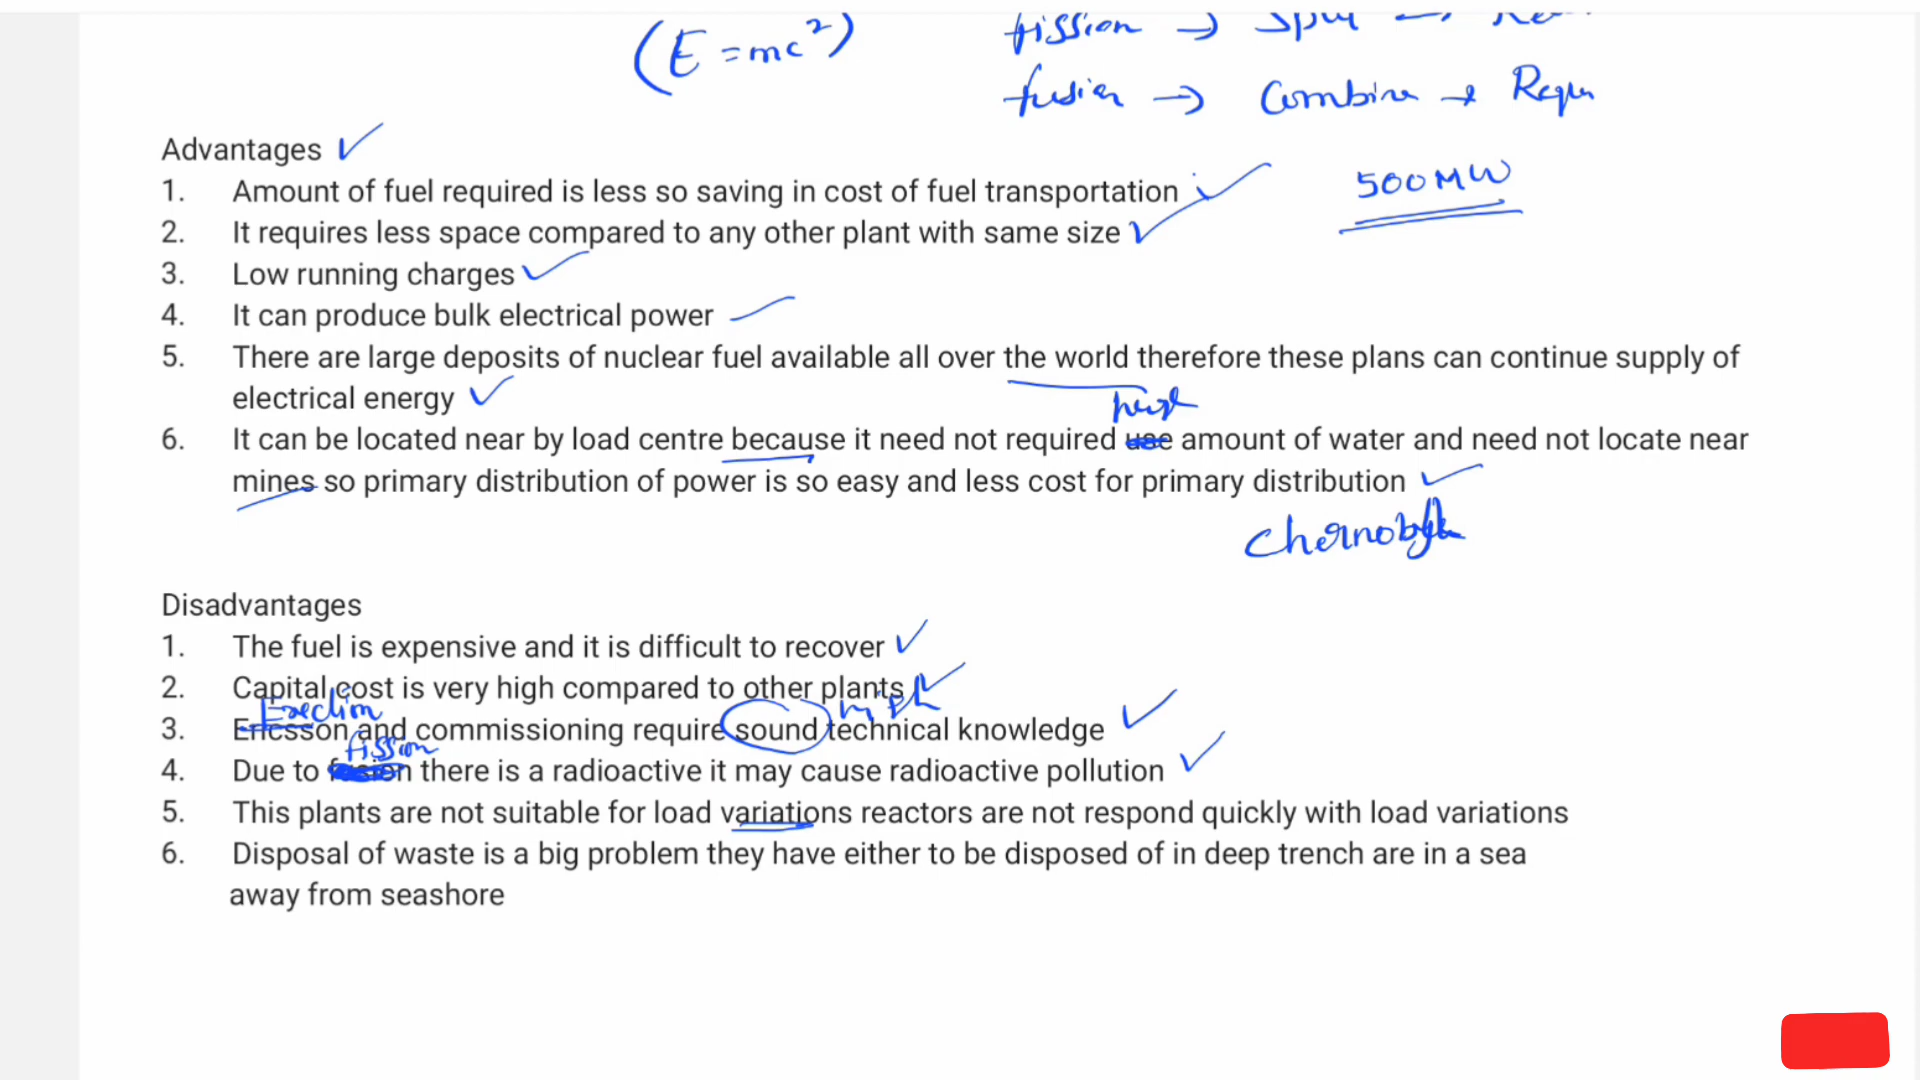 (E=mc²) fission →
fusion → Combine →
Advantages
500MW
1. Amount of fuel required is less so saving in cost of fuel transportation
2. It requires less space compared to any other plant with same size
3. Low running charges
4. It can produce bulk electrical power
5. There are large deposits of nuclear fuel available all over the world therefore these plans can continue supply of
electrical energy
huge
6. It can be located near by load centre because it need not required use amount of water and need not locate near
mines so primary distribution of power is so easy and less cost for primary distribution
Disadvantages
1. The fuel is expensive and it is difficult to recover
2. Capital cost is very high compared to other plants
Erection high
3. Ericsson and commissioning require sound technical knowledge
fission
4. Due to fusion there is a radioactive it may cause radioactive pollution
5. This plants are not suitable for load variations reactors are not respond quickly with load variations
6. Disposal of waste is a big problem they have either to be disposed of in deep trench are in a sea
away from seashore